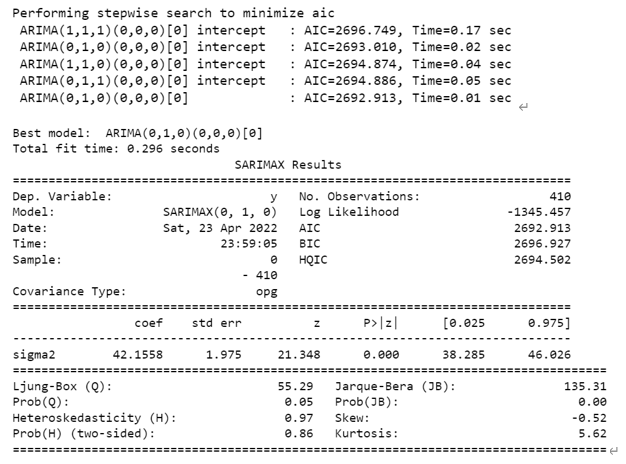 Performing stepwise search to minimize aic
 ARIMA(1,1,1)(0,0,0)[0] intercept   : AIC=2696.749, Time=0.17 sec
 ARIMA(0,1,0)(0,0,0)[0] intercept   : AIC=2693.010, Time=0.02 sec
 ARIMA(1,1,0)(0,0,0)[0] intercept   : AIC=2694.874, Time=0.04 sec
 ARIMA(0,1,1)(0,0,0)[0] intercept   : AIC=2694.886, Time=0.05 sec
 ARIMA(0,1,0)(0,0,0)[0]             : AIC=2692.913, Time=0.01 sec
Best model:  ARIMA(0,1,0)(0,0,0)[0]
Total fit time: 0.296 seconds
SARIMAX Results
==============================================================================
Dep. Variable:                      y   No. Observations:                  410
Model:               SARIMAX(0, 1, 0)   Log Likelihood               -1345.457
Date:                Sat, 23 Apr 2022   AIC                           2692.913
Time:                        23:59:05   BIC                           2696.927
Sample:                             0   HQIC                          2694.502
                                - 410
Covariance Type:                  opg
==============================================================================
                 coef    std err          z      P>|z|      [0.025      0.975]
------------------------------------------------------------------------------
sigma2        42.1558      1.975     21.348      0.000      38.285      46.026
===================================================================================
Ljung-Box (Q):                       55.29   Jarque-Bera (JB):               135.31
Prob(Q):                              0.05   Prob(JB):                         0.00
Heteroskedasticity (H):               0.97   Skew:                            -0.52
Prob(H) (two-sided):                  0.86   Kurtosis:                         5.62
===================================================================================